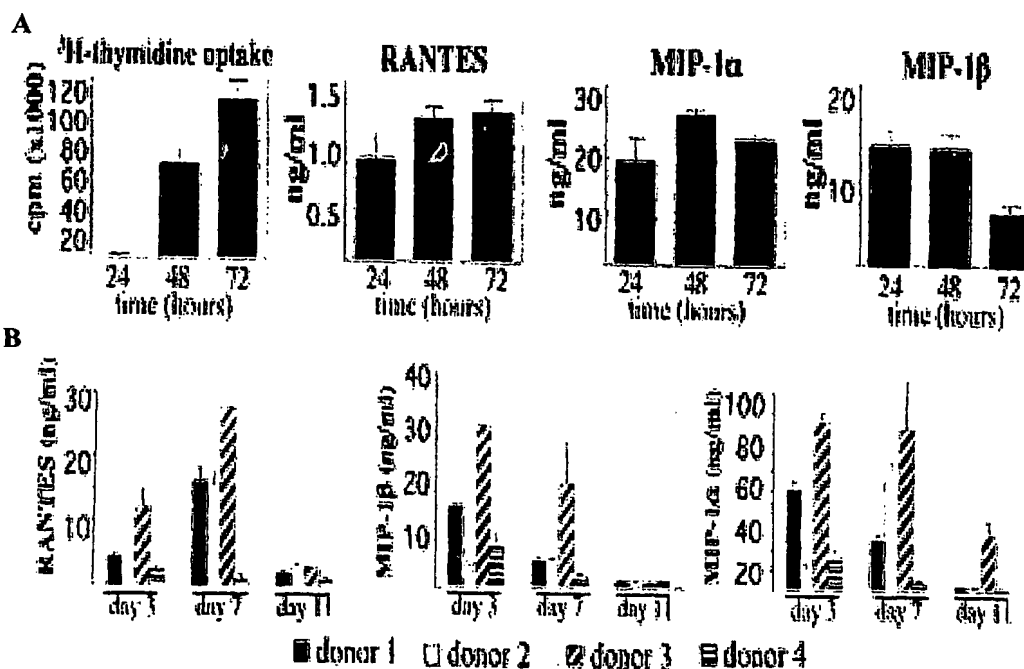 A
³H-thymidine uptake
cpm (x1000)
120
100
80
60
40
20
24 48 72
time (hours)
RANTES
ng/ml
1.5
1.0
0.5
24 48 72
time (hours)
MIP-1α
ng/ml
30
20
10
24 48 72
time (hours)
MIP-1β
ng/ml
20
10
24 48 72
time (hours)
B
RANTES (ng/ml)
30
20
10
day 3 day 7 day 11
MIP-1β (ng/ml)
40
30
20
10
day 3 day 7 day 11
MIP-1α (ng/ml)
100
80
60
40
20
day 3 day 7 day 11
donor 1 donor 2 donor 3 donor 4